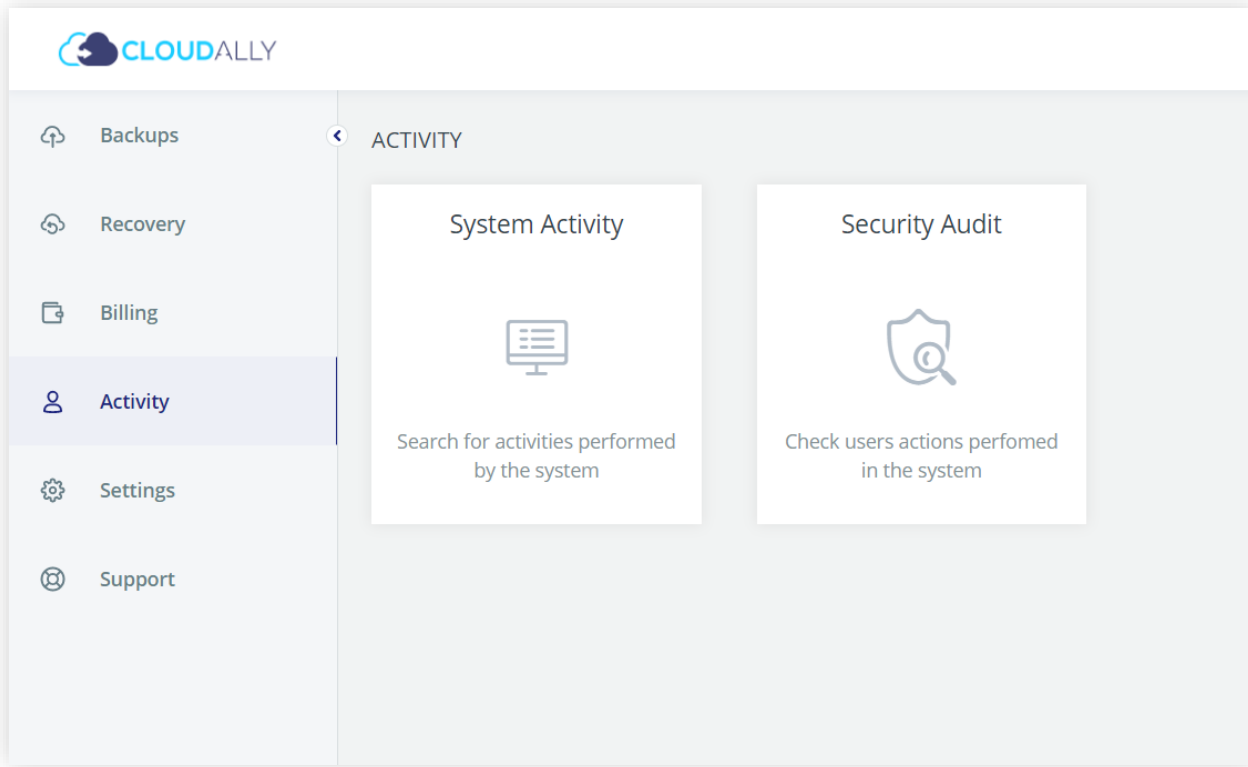 CLOUDALLY
Backups
Recovery
Billing
Activity
Settings
Support
ACTIVITY
System Activity
Search for activities performed
by the system
Security Audit
Check users actions perfomed
in the system